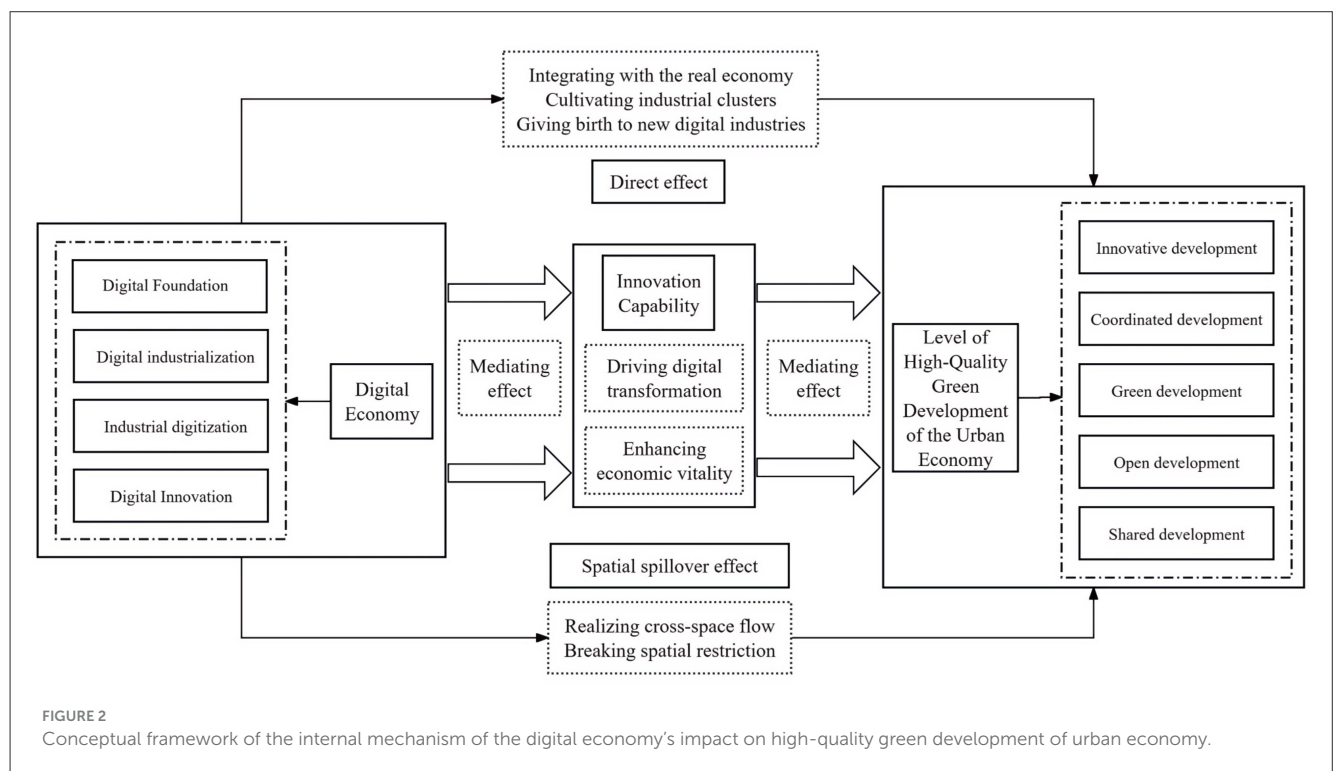 Integrating with the real economy
Cultivating industrial clusters
Giving birth to new digital industries
Direct effect
Digital Foundation
Digital industrialization
Industrial digitization
Digital Innovation
Digital
Economy
Mediating
effect
Innovation
Capability
Driving digital
transformation
Enhancing
economic vitality
Mediating
effect
Level of
High-Quality
Green
Development
of the Urban
Economy
Innovative development
Coordinated development
Green development
Open development
Shared development
Spatial spillover effect
Realizing cross-space flow
Breaking spatial restriction
FIGURE 2
Conceptual framework of the internal mechanism of the digital economy's impact on high-quality green development of urban economy.